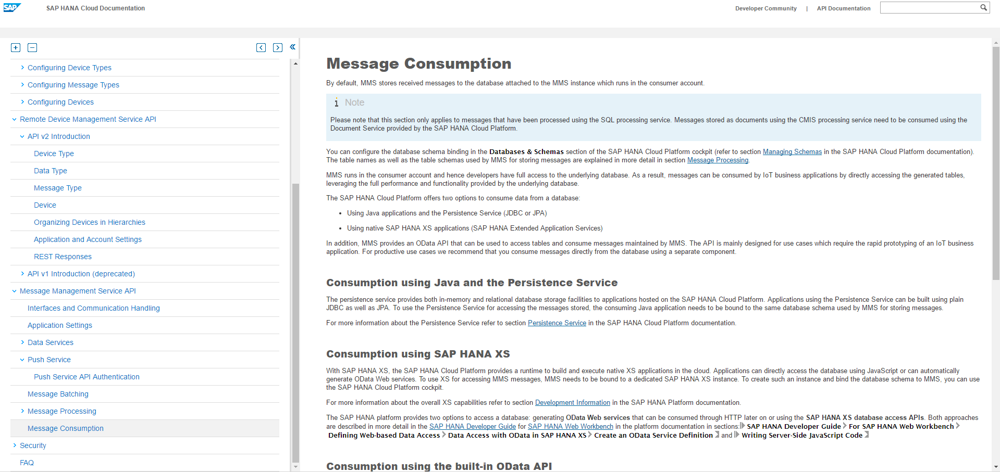 SAP
SAP HANA Cloud Documentation
Developer Community | API Documentation
Configuring Device Types
Configuring Message Types
Configuring Devices
Remote Device Management Service API
API v2 Introduction
Device Type
Data Type
Message Type
Device
Organizing Devices in Hierarchies
Application and Account Settings
REST Responses
API v1 Introduction (deprecated)
Message Management Service API
Interfaces and Communication Handling
Application Settings
Data Services
Push Service
Push Service API Authentication
Message Batching
Message Processing
Message Consumption
Security
FAQ
Message Consumption
By default, MMS stores received messages to the database attached to the MMS instance which runs in the consumer account.
Note
Please note that this section only applies to messages that have been processed using the SQL processing service. Messages stored as documents using the CMIS processing service need to be consumed using the
Document Service provided by the SAP HANA Cloud Platform.
You can configure the database schema binding in the Databases & Schemas section of the SAP HANA Cloud Platform cockpit (refer to section Managing Schemas in the SAP HANA Cloud Platform documentation).
The table names as well as the table schemas used by MMS for storing messages are explained in more detail in section Message Processing.
MMS runs in the consumer account and hence developers have full access to the underlying database. As a result, messages can be consumed by IoT business applications by directly accessing the generated tables,
leveraging the full performance and functionality provided by the underlying database.
The SAP HANA Cloud Platform offers two options to consume data from a database:
• Using Java applications and the Persistence Service (JDBC or JPA)
• Using native SAP HANA XS applications (SAP HANA Extended Application Services)
In addition, MMS provides an OData API that can be used to access tables and consume messages maintained by MMS. The API is mainly designed for use cases which require the rapid prototyping of an IoT business
application. For productive use cases we recommend that you consume messages directly from the database using a separate component.
Consumption using Java and the Persistence Service
The persistence service provides both in-memory and relational database storage facilities to applications hosted on the SAP HANA Cloud Platform. Applications using the Persistence Service can be built using plain
JDBC as well as JPA. To use the Persistence Service for accessing the messages stored, the consuming Java application needs to be bound to the same database schema used by MMS for storing messages.
For more information about the Persistence Service refer to section Persistence Service in the SAP HANA Cloud Platform documentation.
Consumption using SAP HANA XS
With SAP HANA XS, the SAP HANA Cloud Platform provides a runtime to build and execute native XS applications in the cloud. Applications can directly access the database using JavaScript or can automatically
generate OData Web services. To use XS for accessing MMS messages, MMS needs to be bound to a dedicated SAP HANA XS instance. To create such an instance and bind the database schema to MMS, you can use
the SAP HANA Cloud Platform cockpit.
For more information about the overall XS capabilities refer to section Development Information in the SAP HANA Platform documentation.
The SAP HANA platform provides two options to access a database: generating OData Web services that can be consumed through HTTP later on or using the SAP HANA XS database access APIs. Both approaches
are described in more detail in the SAP HANA Developer Guide for SAP HANA Web Workbench in the platform documentation in sections: SAP HANA Developer Guide For SAP HANA Web Workbench
Defining Web-based Data Access Data Access with OData in SAP HANA XS Create an OData Service Definition and Writing Server-Side JavaScript Code
Consumption using the built-in OData API